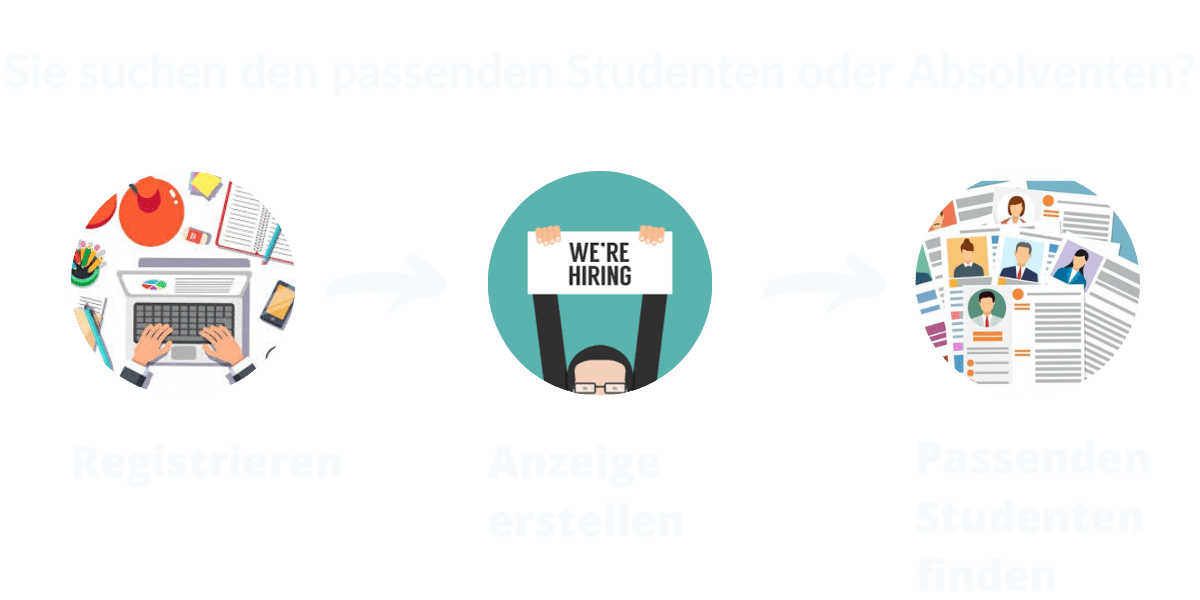 Sie suchen den passenden Studenten oder Absolventen?
WE'RE
HIRING
Registrieren
Anzeige
erstellen
Passenden
Studenten
finden